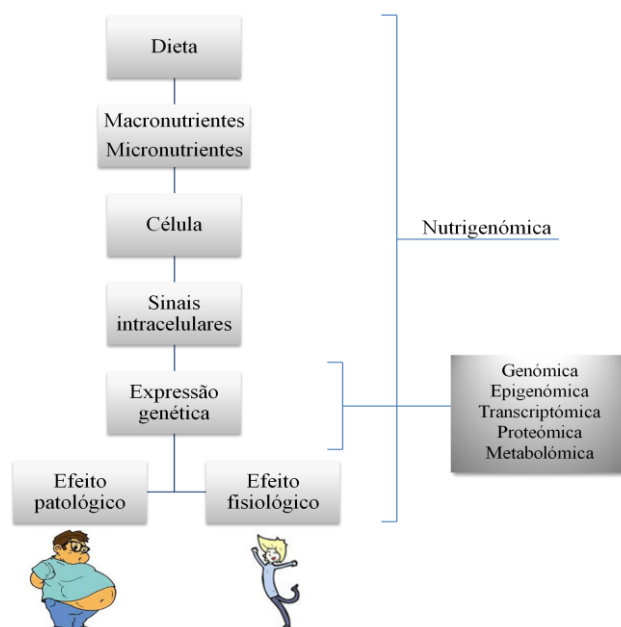 Dieta
Macronutrientes
Micronutrientes
Célula
Sinais
intracelulares
Expressão
genética
Efeito
patológico
Efeito
fisiológico
Nutrigenómica
Genómica
Epigenómica
Transcriptómica
Proteómica
Metabolómica